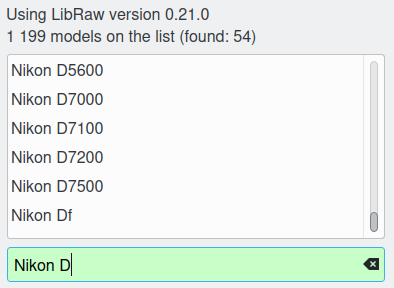 Using LibRaw version 0.21.0
1 199 models on the list (found: 54)
Nikon D5600
Nikon D7000
Nikon D7100
Nikon D7200
Nikon D7500
Nikon Df
Nikon D